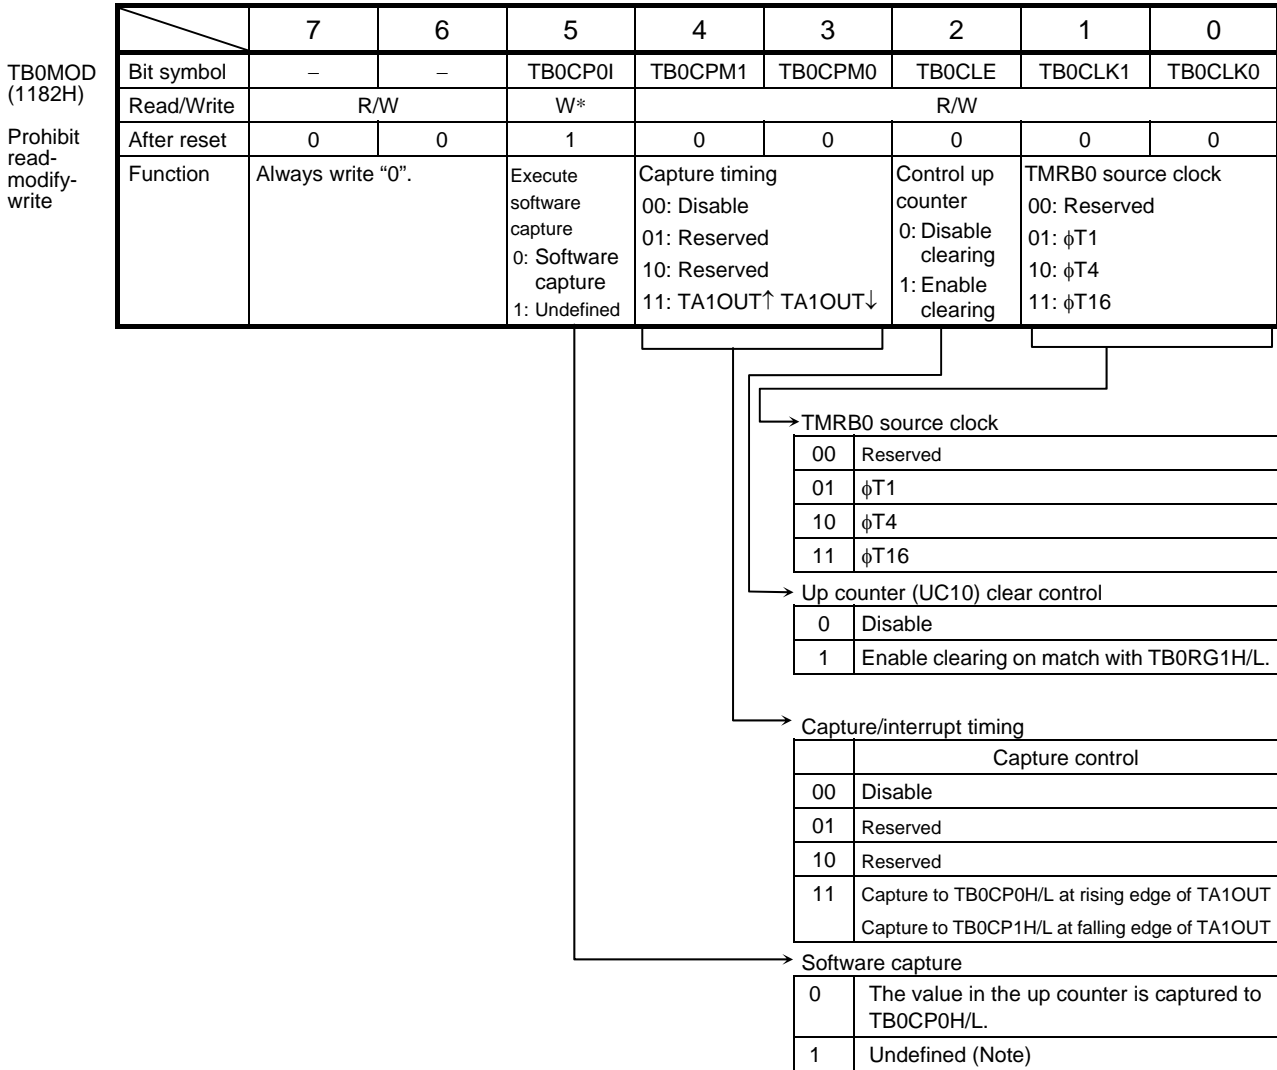 7 6 5 4 3 2 1 0
TB0MOD
(1182H)
Prohibit
read-
modify-
write
Bit symbol − − TB0CP0I TB0CPM1 TB0CPM0 TB0CLE TB0CLK1 TB0CLK0
Read/Write R/W W* R/W
After reset 0 0 1 0 0 0 0 0
Function
Always write “0”.
Execute
software
capture
0: Software
capture
1: Undefined
Capture timing
00: Disable
01: Reserved
10: Reserved
11: TA1OUT↑ TA1OUT↓
Control up
counter
0: Disable
clearing
1: Enable
clearing
TMRB0 source clock
00: Reserved
01: ϕT1
10: ϕT4
11: ϕT16
TMRB0 source clock
00 Reserved
01 ϕT1
10 ϕT4
11 ϕT16
Up counter (UC10) clear control
0 Disable
1 Enable clearing on match with TB0RG1H/L.
Capture/interrupt timing
Capture control
00 Disable
01 Reserved
10 Reserved
11 Capture to TB0CP0H/L at rising edge of TA1OUT
Capture to TB0CP1H/L at falling edge of TA1OUT
Software capture
0 The value in the up counter is captured to
TB0CP0H/L.
1 Undefined (Note)